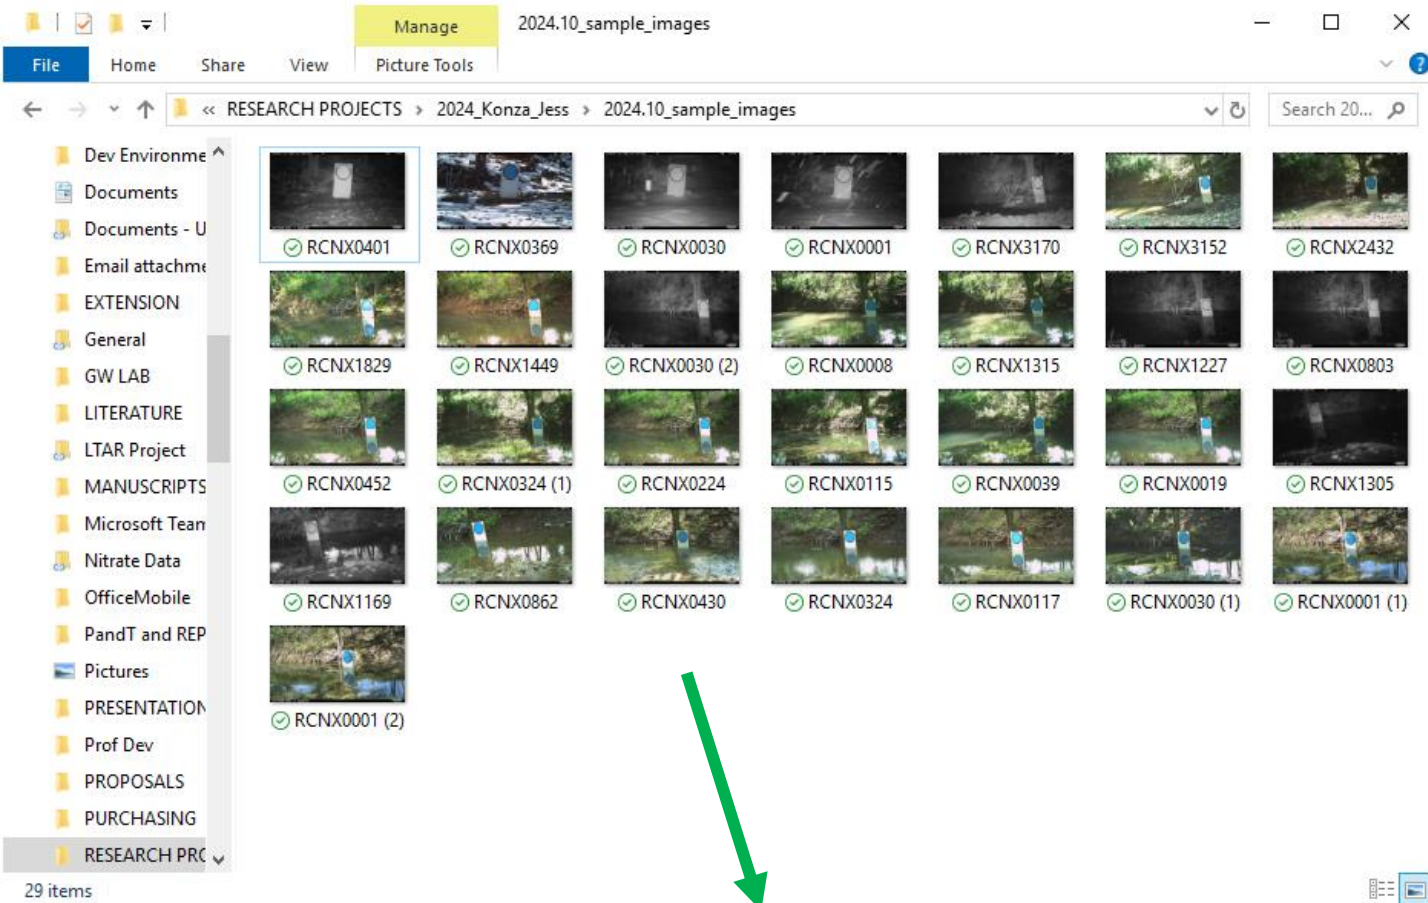 Manage 2024.10_sample_images
File Home Share View Picture Tools
« RESEARCH PROJECTS › 2024_Konza_Jess › 2024.10_sample_images Search 20...
Dev Environme
Documents
Documents - U
Email attachme
EXTENSION
General
GW LAB
LITERATURE
LTAR Project
MANUSCRIPTS
Microsoft Team
Nitrate Data
OfficeMobile
PandT and REP
Pictures
PRESENTATION
Prof Dev
PROPOSALS
PURCHASING
RESEARCH PRO
RCNX0401 RCNX0369 RCNX0030 RCNX0001 RCNX3170 RCNX3152 RCNX2432
RCNX1829 RCNX1449 RCNX0030 (2) RCNX0008 RCNX1315 RCNX1227 RCNX0803
RCNX0452 RCNX0324 (1) RCNX0224 RCNX0115 RCNX0039 RCNX0019 RCNX1305
RCNX1169 RCNX0862 RCNX0430 RCNX0324 RCNX0117 RCNX0030 (1) RCNX0001 (1)
RCNX0001 (2)
29 items